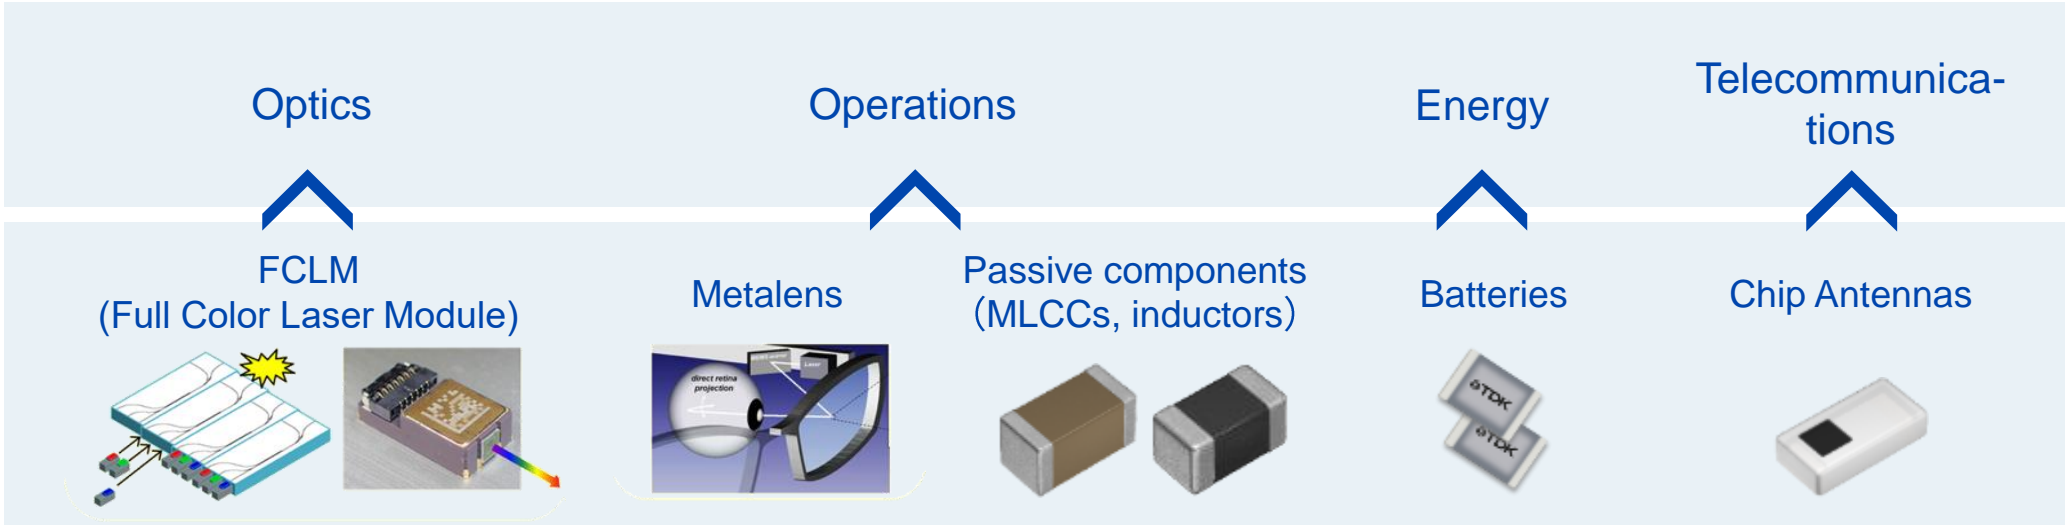 Optics
Operations
Energy
Telecommunica-
tions
FCLM
(Full Color Laser Module)
Metalens
Passive components
（MLCCs, inductors）
Batteries
Chip Antennas
direct retina
projection
Laser
TDK
TDK